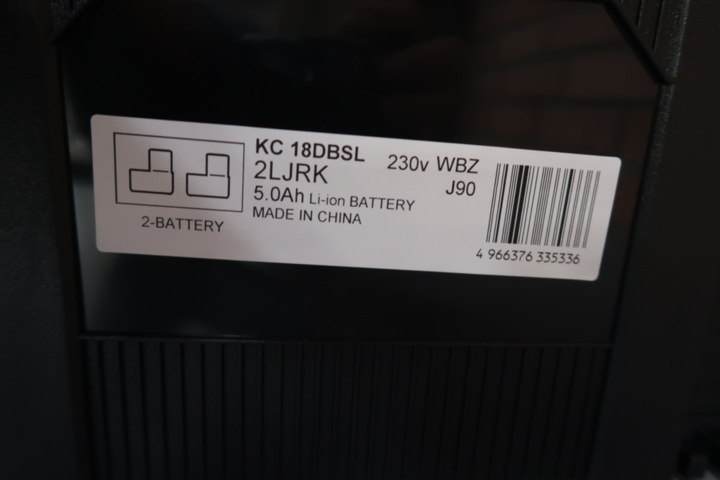 KC 18DBSL 230v WBZ
2LJRK J90
5.0Ah Li-ion BATTERY
MADE IN CHINA
2-BATTERY
4 966376 335336